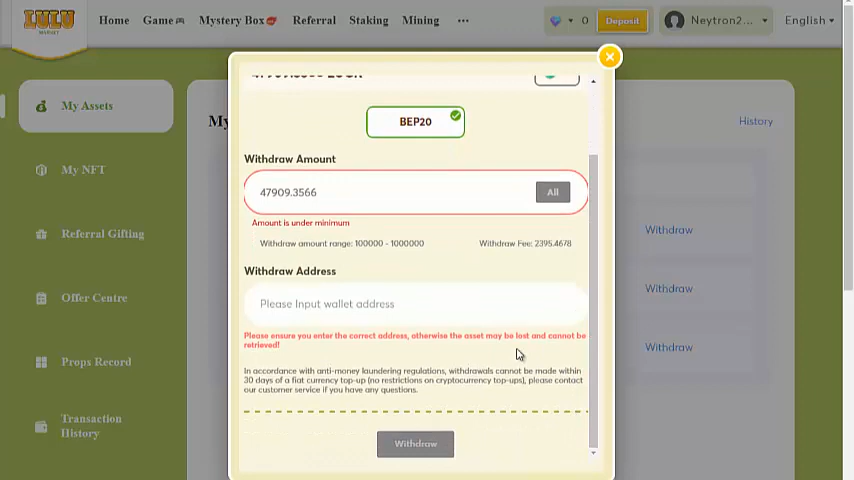 LULU
MARKET
Home
Game
Mystery Box
Referral
Staking
Mining
0
Deposit
Neytron2...
English
My Assets
My NFT
Referral Gifting
Offer Centre
Props Record
Transaction
History
My
History
Withdraw
Withdraw
Withdraw
BEP20
Withdraw Amount
47909.3566
All
Amount is under minimum
Withdraw amount range: 100000 - 1000000
Withdraw Fee: 2395.4678
Withdraw Address
Please Input wallet address
Please ensure you enter the correct address, otherwise the asset may be lost and cannot be
retrieved!
In accordance with anti-money laundering regulations, withdrawals cannot be made within
30 days of a fiat currency top-up (no restrictions on cryptocurrency top-ups), please contact
our customer service if you have any questions.
Withdraw